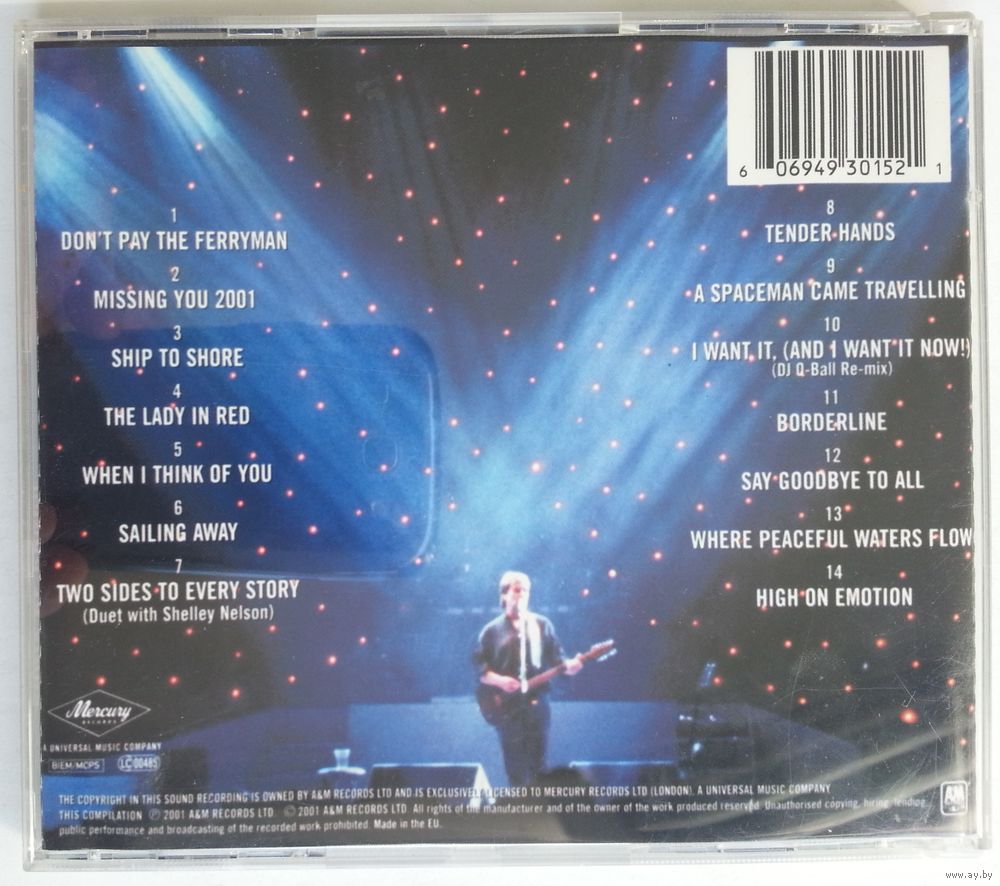 6 06949 30152 1
1
DON'T PAY THE FERRYMAN
2
MISSING YOU 2001
3
SHIP TO SHORE
4
THE LADY IN RED
5
WHEN I THINK OF YOU
6
SAILING AWAY
7
TWO SIDES TO EVERY STORY
(Duet with Shelley Nelson)
8
TENDER HANDS
9
A SPACEMAN CAME TRAVELLING
10
I WANT IT, (AND I WANT IT NOW!)
(DJ Q-Ball Re-mix)
11
BORDERLINE
12
SAY GOODBYE TO ALL
13
WHERE PEACEFUL WATERS FLOW
14
HIGH ON EMOTION
Mercury
RECORDS
A UNIVERSAL MUSIC COMPANY
BIEM/MCPS LC 00485
THE COPYRIGHT IN THIS SOUND RECORDING IS OWNED BY A&M RECORDS LTD AND IS EXCLUSIVELY LICENSED TO MERCURY RECORDS LTD (LONDON). A UNIVERSAL MUSIC COMPANY
THIS COMPILATION ℗ 2001 A&M RECORDS LTD. © 2001 A&M RECORDS LTD. All rights of the manufacturer and of the owner of the work produced reserved. Unauthorised copying, hiring, lending,
public performance and broadcasting of the recorded work prohibited. Made in the EU.
A&M
www.ay.by